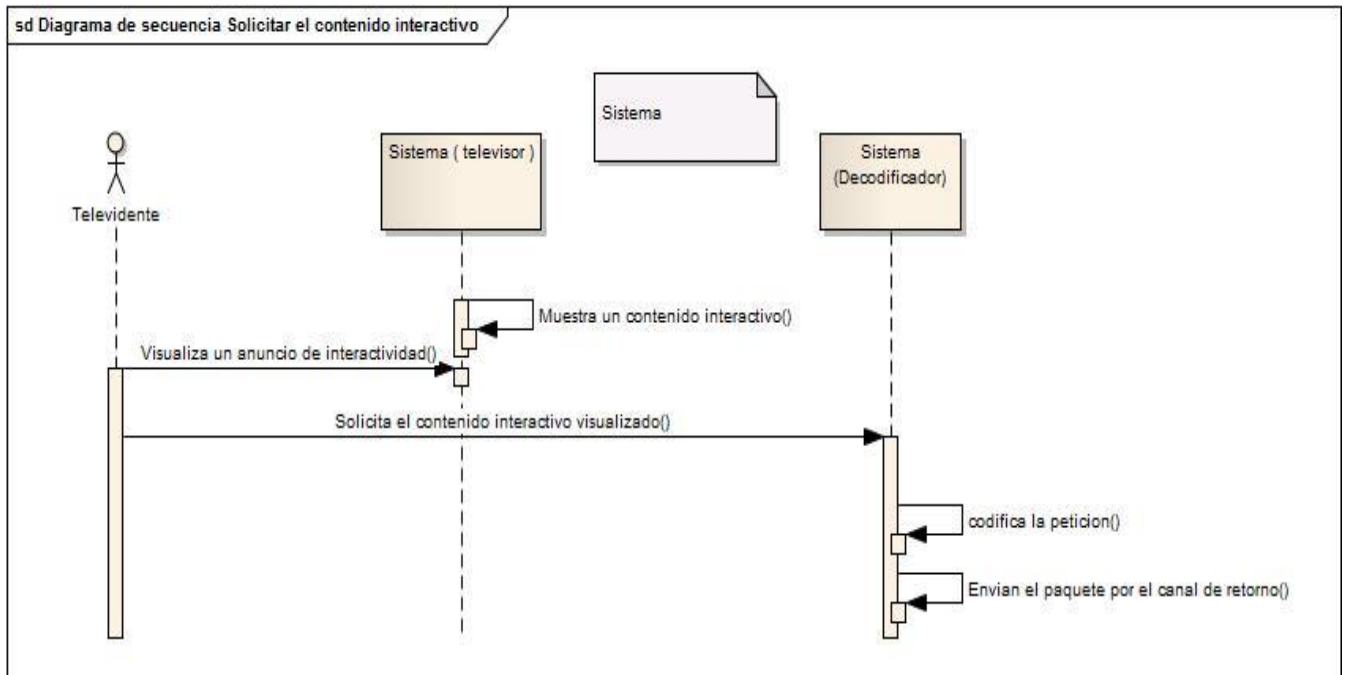 sd Diagrama de secuencia Solicitar el contenido interactivo
Sistema
Sistema ( televisor )
Sistema
(Decodificador)
Televidente
Muestra un contenido interactivo()
Visualiza un anuncio de interactividad()
Solicita el contenido interactivo visualizado()
codifica la peticion()
Envian el paquete por el canal de retorno()